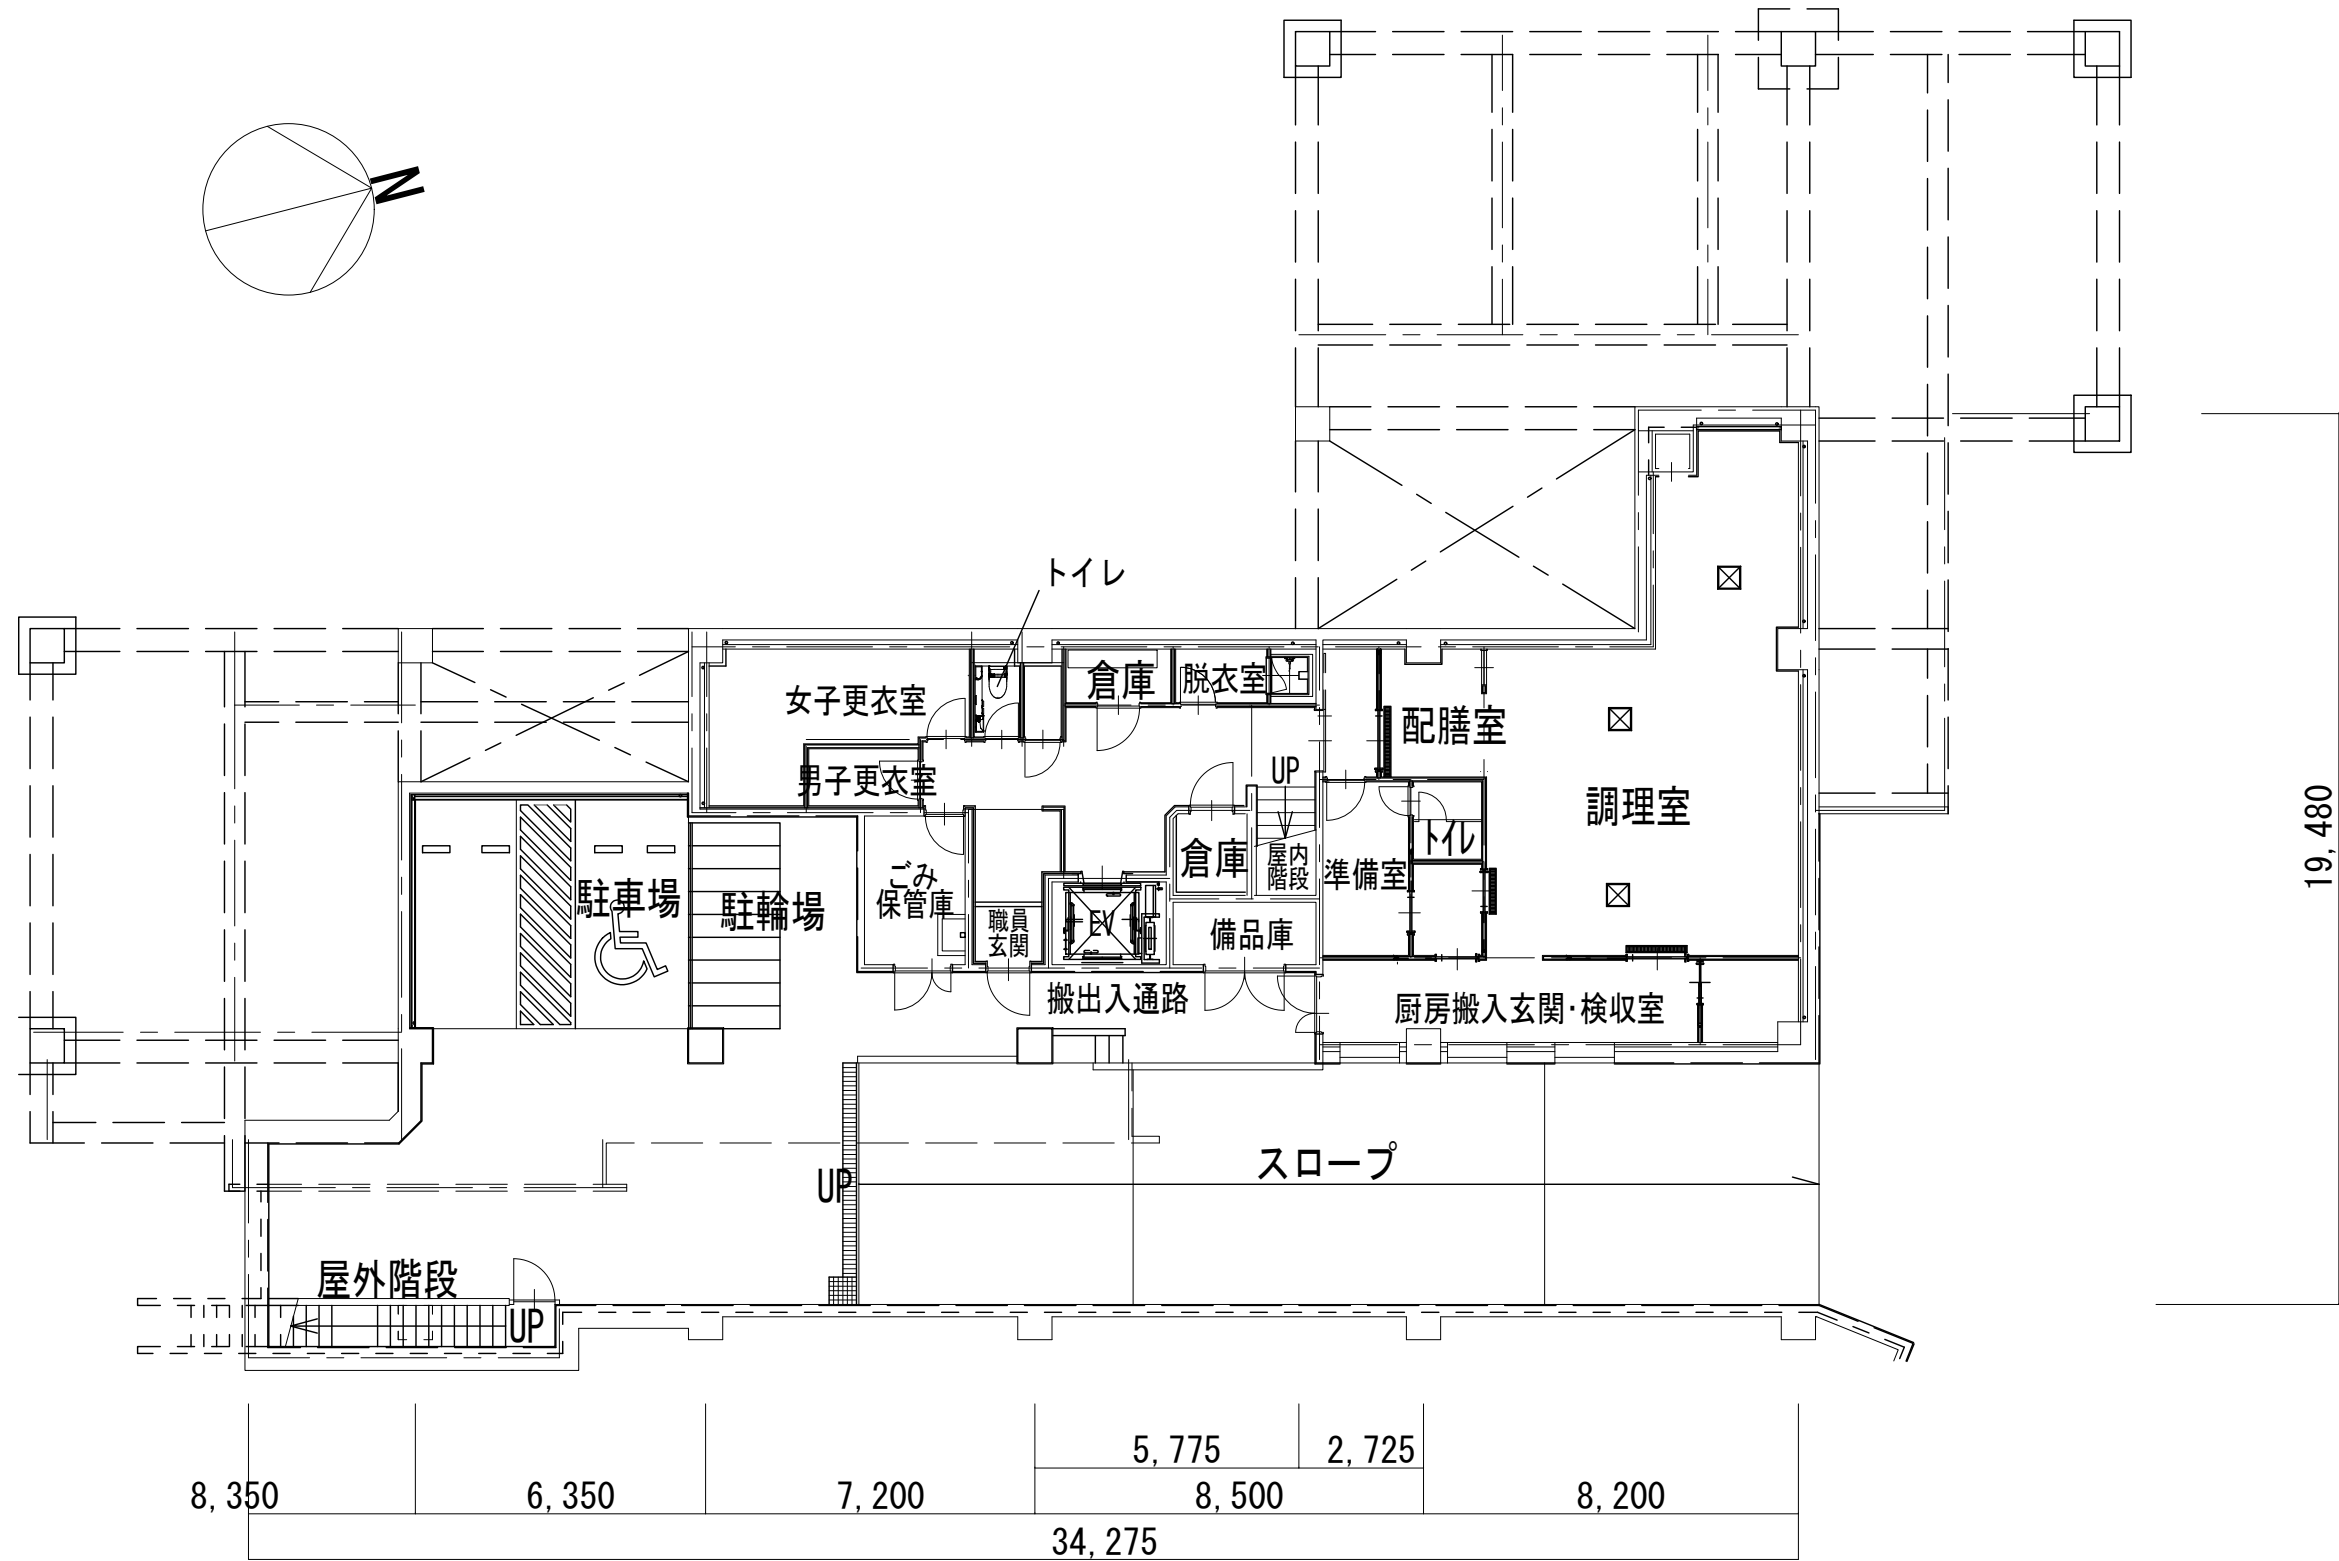 N
トイレ
女子更衣室
倉庫
脱衣室
配膳室
男子更衣室
UP
調理室
トイレ
駐車場
駐輪場
ごみ
保管庫
職員
玄関
EV
倉庫
屋内
階段
準備室
備品庫
搬出入通路
厨房搬入玄関・検収室
スロープ
UP
屋外階段
UP
19,480
5,775
2,725
8,350
6,350
7,200
8,500
8,200
34,275